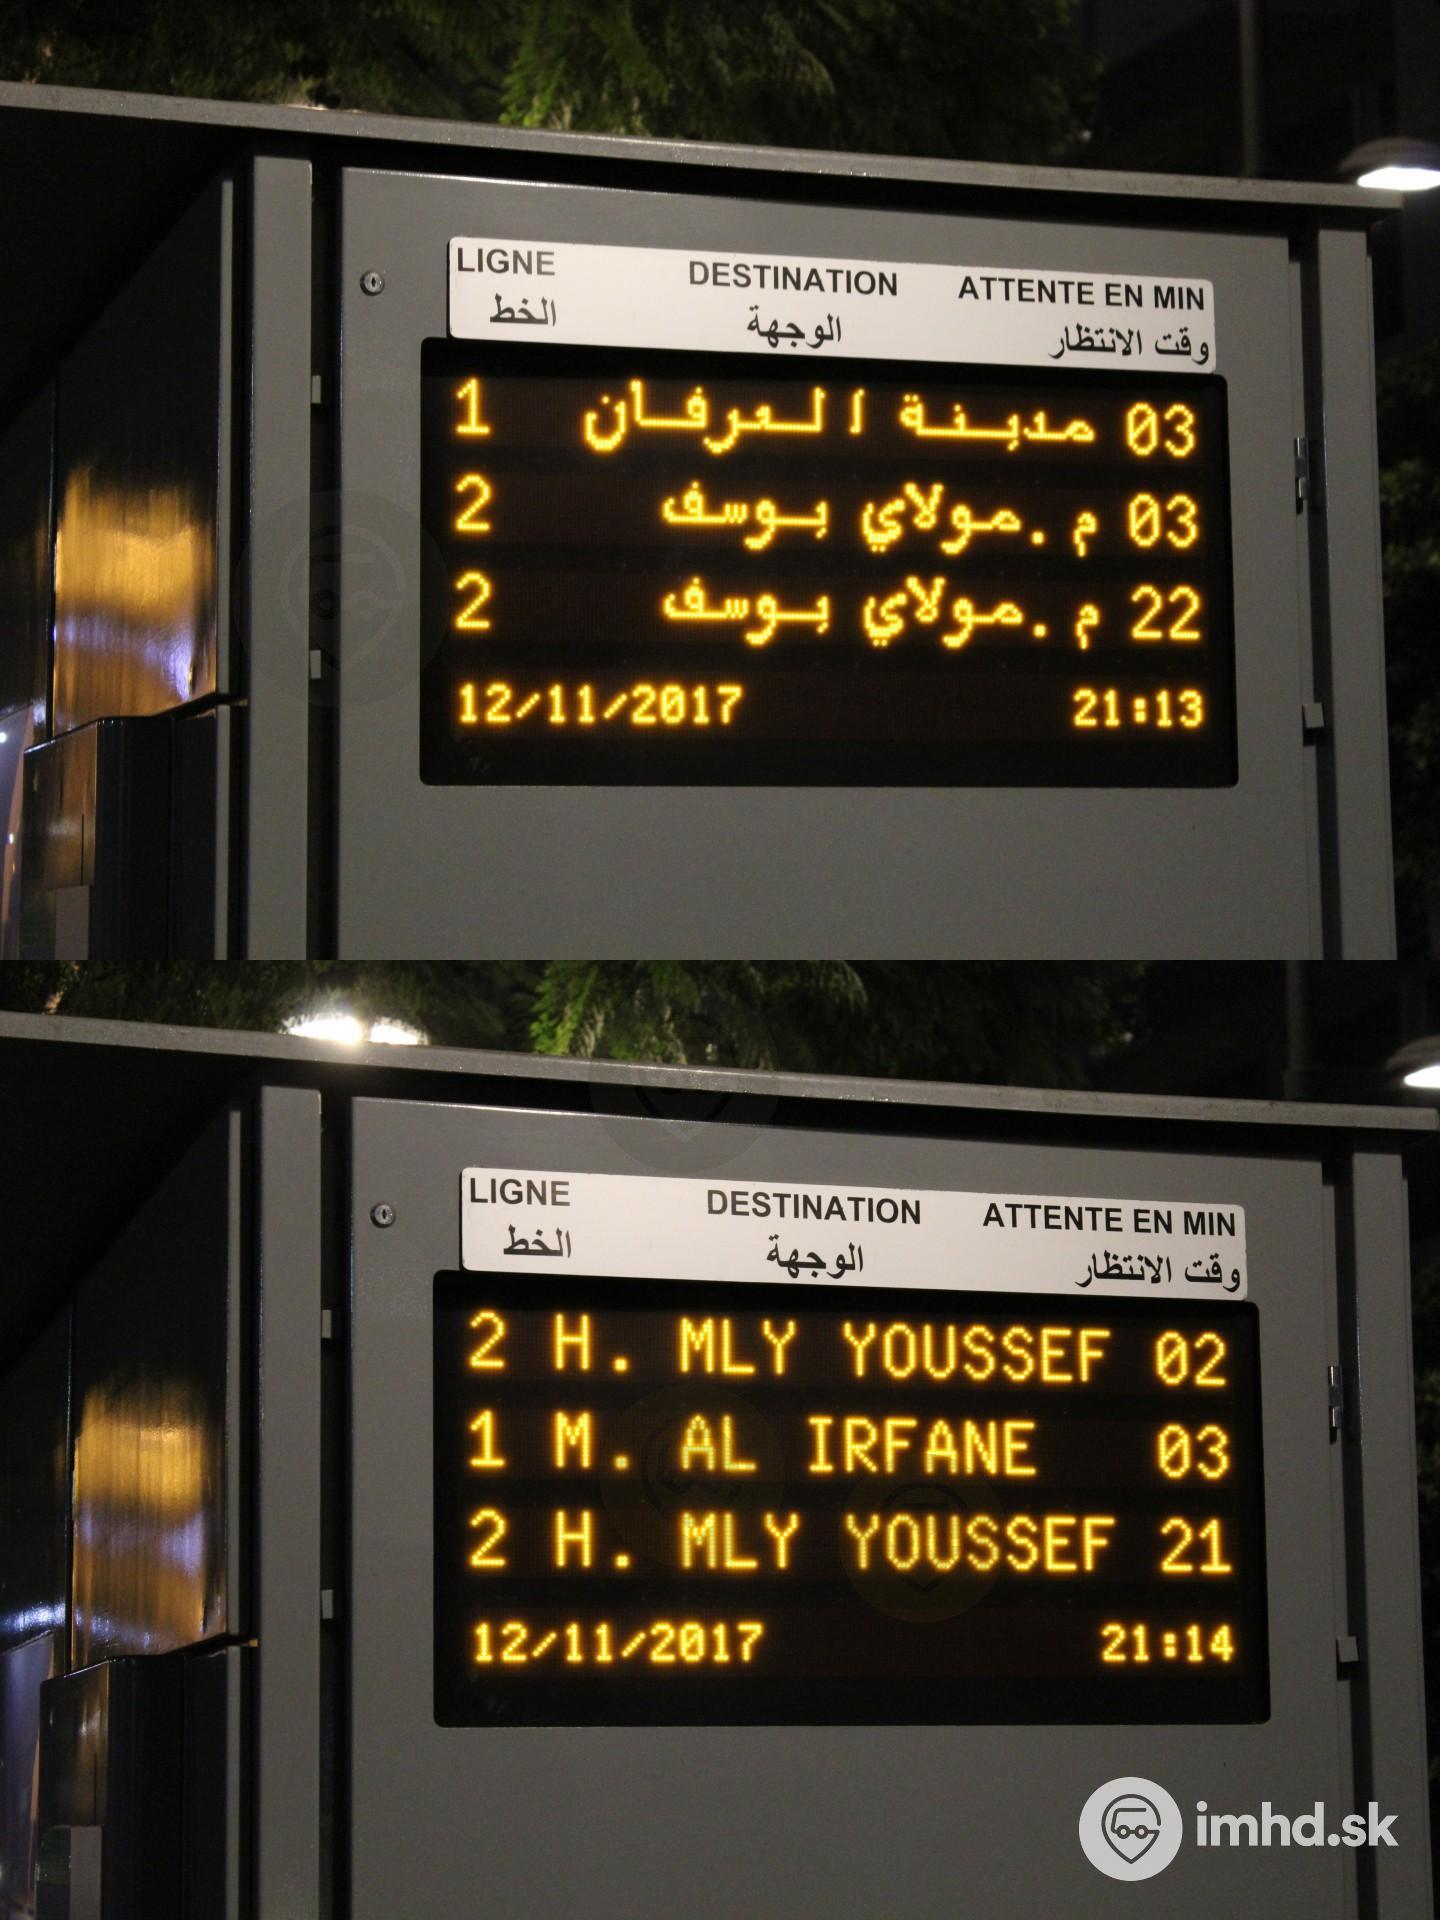 LIGNE DESTINATION ATTENTE EN MIN
الخط الوجهة وقت الانتظار
1 مدينة العرفان 03
2 م.مولاي يوسف 03
2 م.مولاي يوسف 22
12/11/2017 21:13
LIGNE DESTINATION ATTENTE EN MIN
الخط الوجهة وقت الانتظار
2 H. MLY YOUSSEF 02
1 M. AL IRFANE 03
2 H. MLY YOUSSEF 21
12/11/2017 21:14
imhd.sk